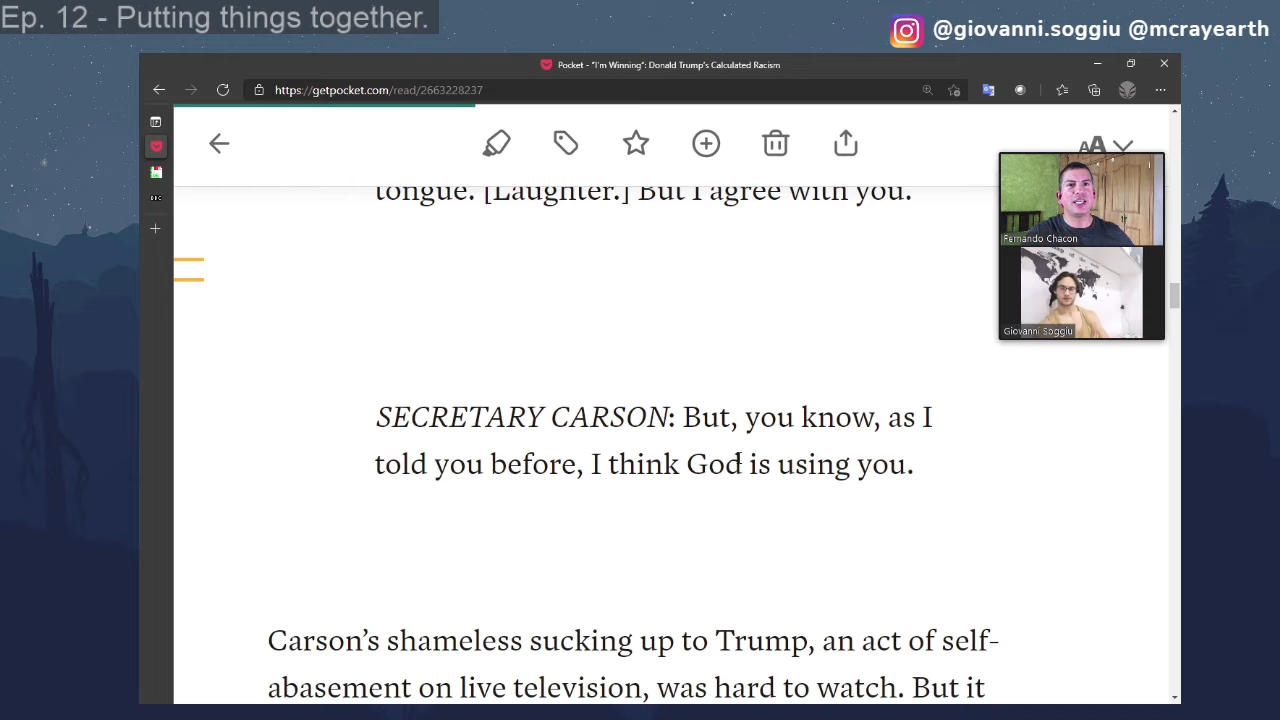 Ep. 12 - Putting things together.
@giovanni.soggiu @mcrayearth
Pocket - “I'm Winning”: Donald Trump's Calculated Racism
https://getpocket.com/read/2663228237
AA
tongue. [Laughter.] But I agree with you.
Fernando Chacon
Giovanni Soggiu
SECRETARY CARSON: But, you know, as I
told you before, I think God is using you.
Carson’s shameless sucking up to Trump, an act of self-
abasement on live television, was hard to watch. But it